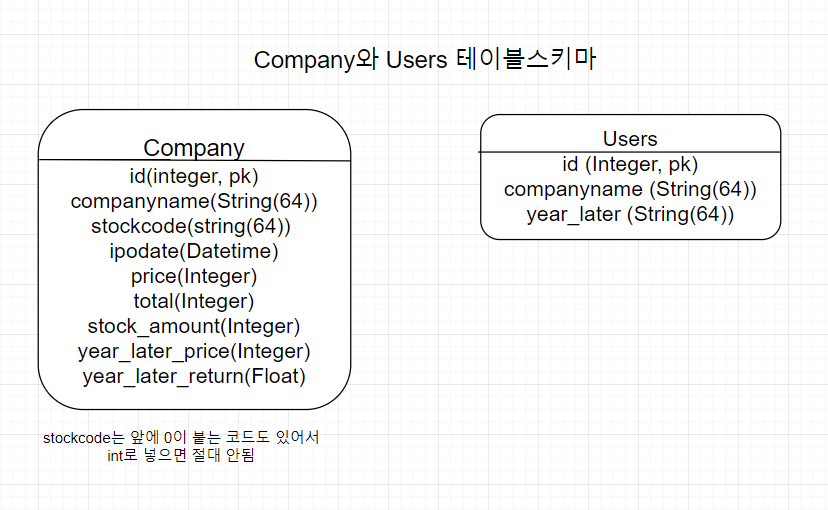 Company와 Users 테이블스키마
Company
id(integer, pk)
companyname(String(64))
stockcode(string(64))
ipodate(Datetime)
price(Integer)
total(Integer)
stock_amount(Integer)
year_later_price(Integer)
year_later_return(Float)
stockcode는 앞에 0이 붙는 코드도 있어서
int로 넣으면 절대 안됨
Users
id (Integer, pk)
companyname (String(64))
year_later (String(64))